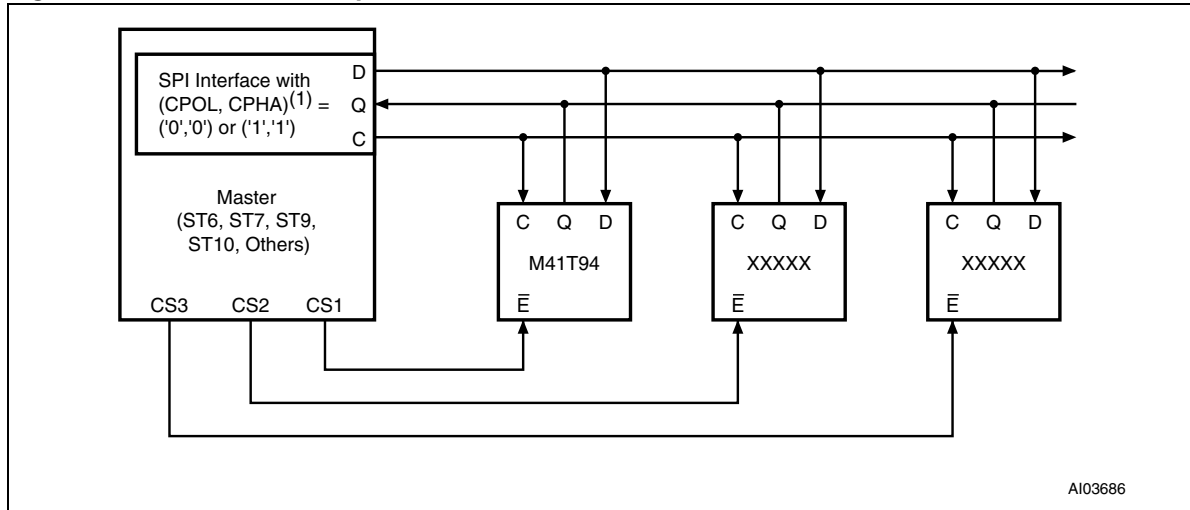 SPI Interface with
(CPOL, CPHA)(1) =
('0','0') or ('1','1')
D
Q
C
Master
(ST6, ST7, ST9,
ST10, Others)
CS3 CS2 CS1
C Q D
M41T94
E̅
C Q D
XXXXX
E̅
C Q D
XXXXX
E̅
AI03686